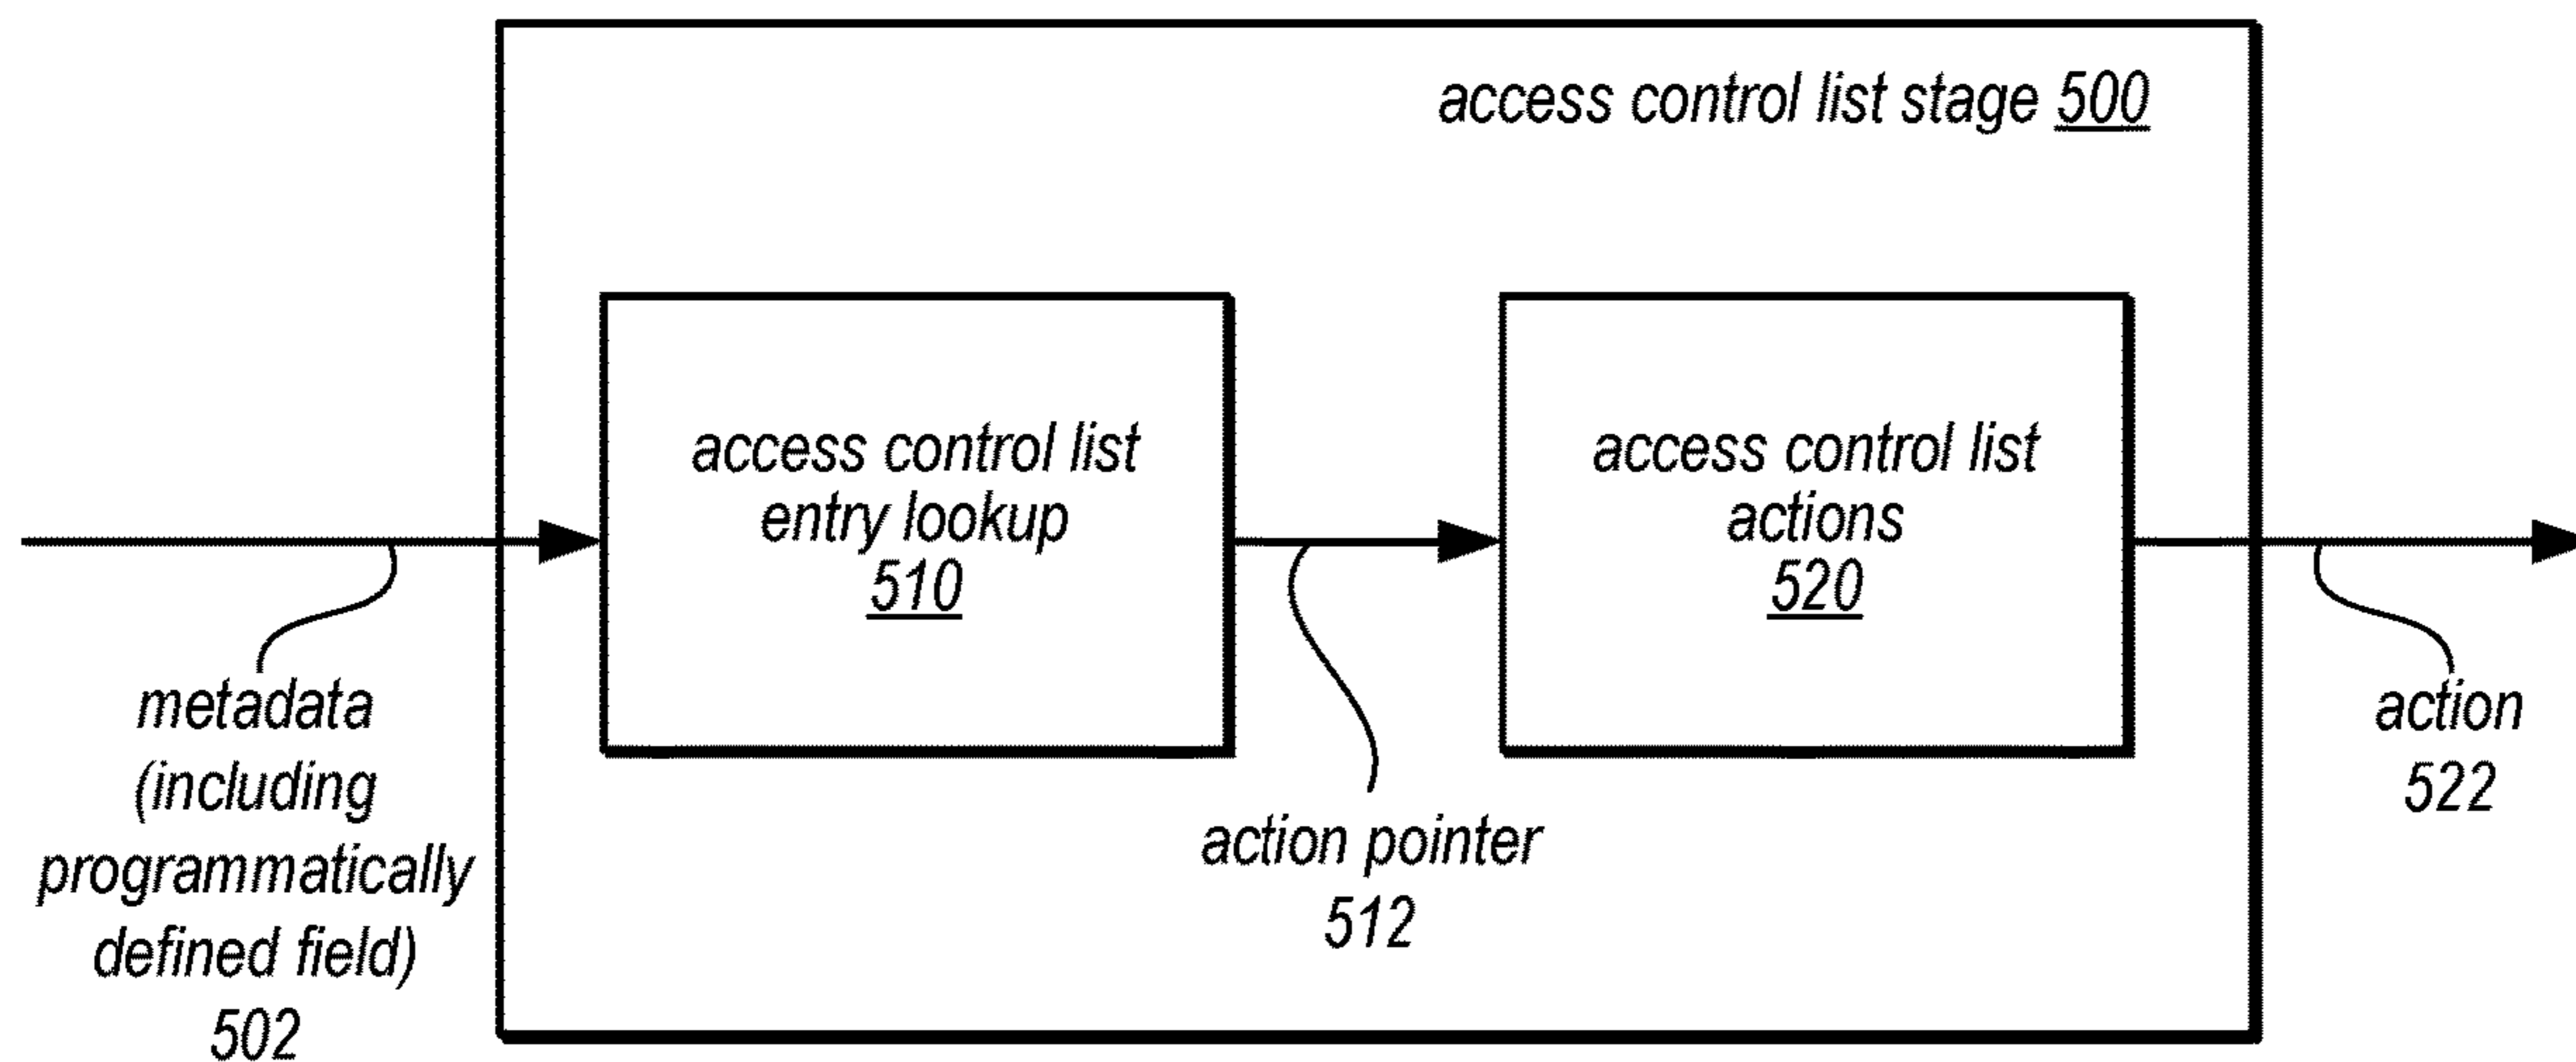 access control list stage 500
access control list
entry lookup
510
access control list
actions
520
metadata
(including
programmatically
defined field)
502
action pointer
512
action
522